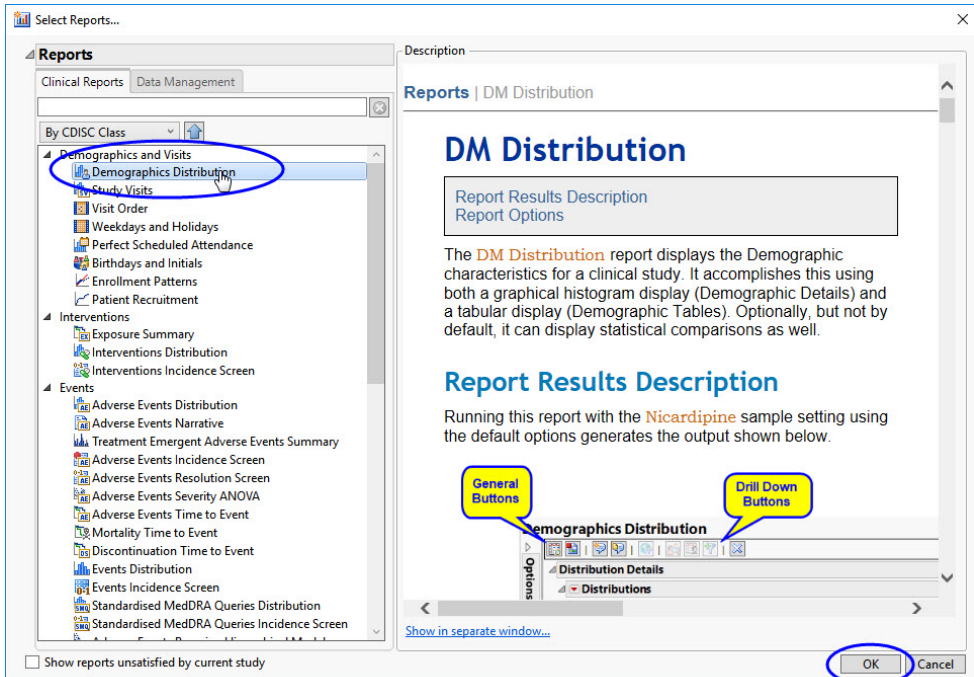 Select Reports...
Reports
Clinical Reports
Data Management
By CDISC Class
Demographics and Visits
Demographics Distribution
Study Visits
Visit Order
Weekdays and Holidays
Perfect Scheduled Attendance
Birthdays and Initials
Enrollment Patterns
Patient Recruitment
Interventions
Exposure Summary
Interventions Distribution
Interventions Incidence Screen
Events
Adverse Events Distribution
Adverse Events Narrative
Treatment Emergent Adverse Events Summary
Adverse Events Incidence Screen
Adverse Events Resolution Screen
Adverse Events Severity ANOVA
Adverse Events Time to Event
Mortality Time to Event
Discontinuation Time to Event
Events Distribution
Events Incidence Screen
Standardised MedDRA Queries Distribution
Standardised MedDRA Queries Incidence Screen
Show reports unsatisfied by current study
Description
Reports | DM Distribution
DM Distribution
Report Results Description
Report Options
The DM Distribution report displays the Demographic
characteristics for a clinical study. It accomplishes this using
both a graphical histogram display (Demographic Details) and
a tabular display (Demographic Tables). Optionally, but not by
default, it can display statistical comparisons as well.
Report Results Description
Running this report with the Nicardipine sample setting using
the default options generates the output shown below.
General
Buttons
Drill Down
Buttons
Demographics Distribution
Options
Distribution Details
Distributions
Show in separate window...
OK
Cancel